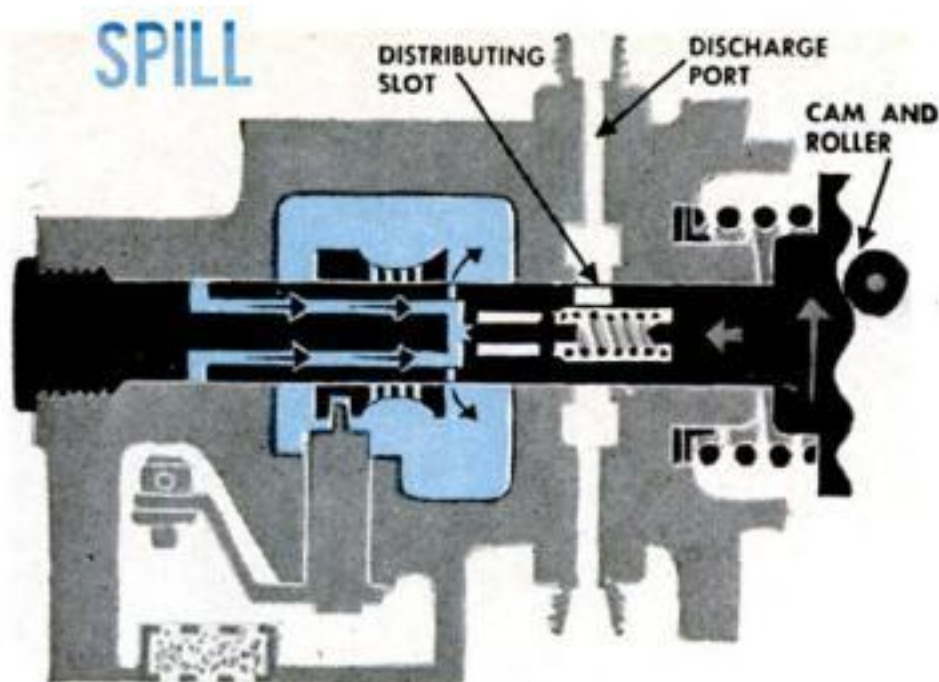 SPILL
DISTRIBUTING
SLOT
DISCHARGE
PORT
CAM AND
ROLLER